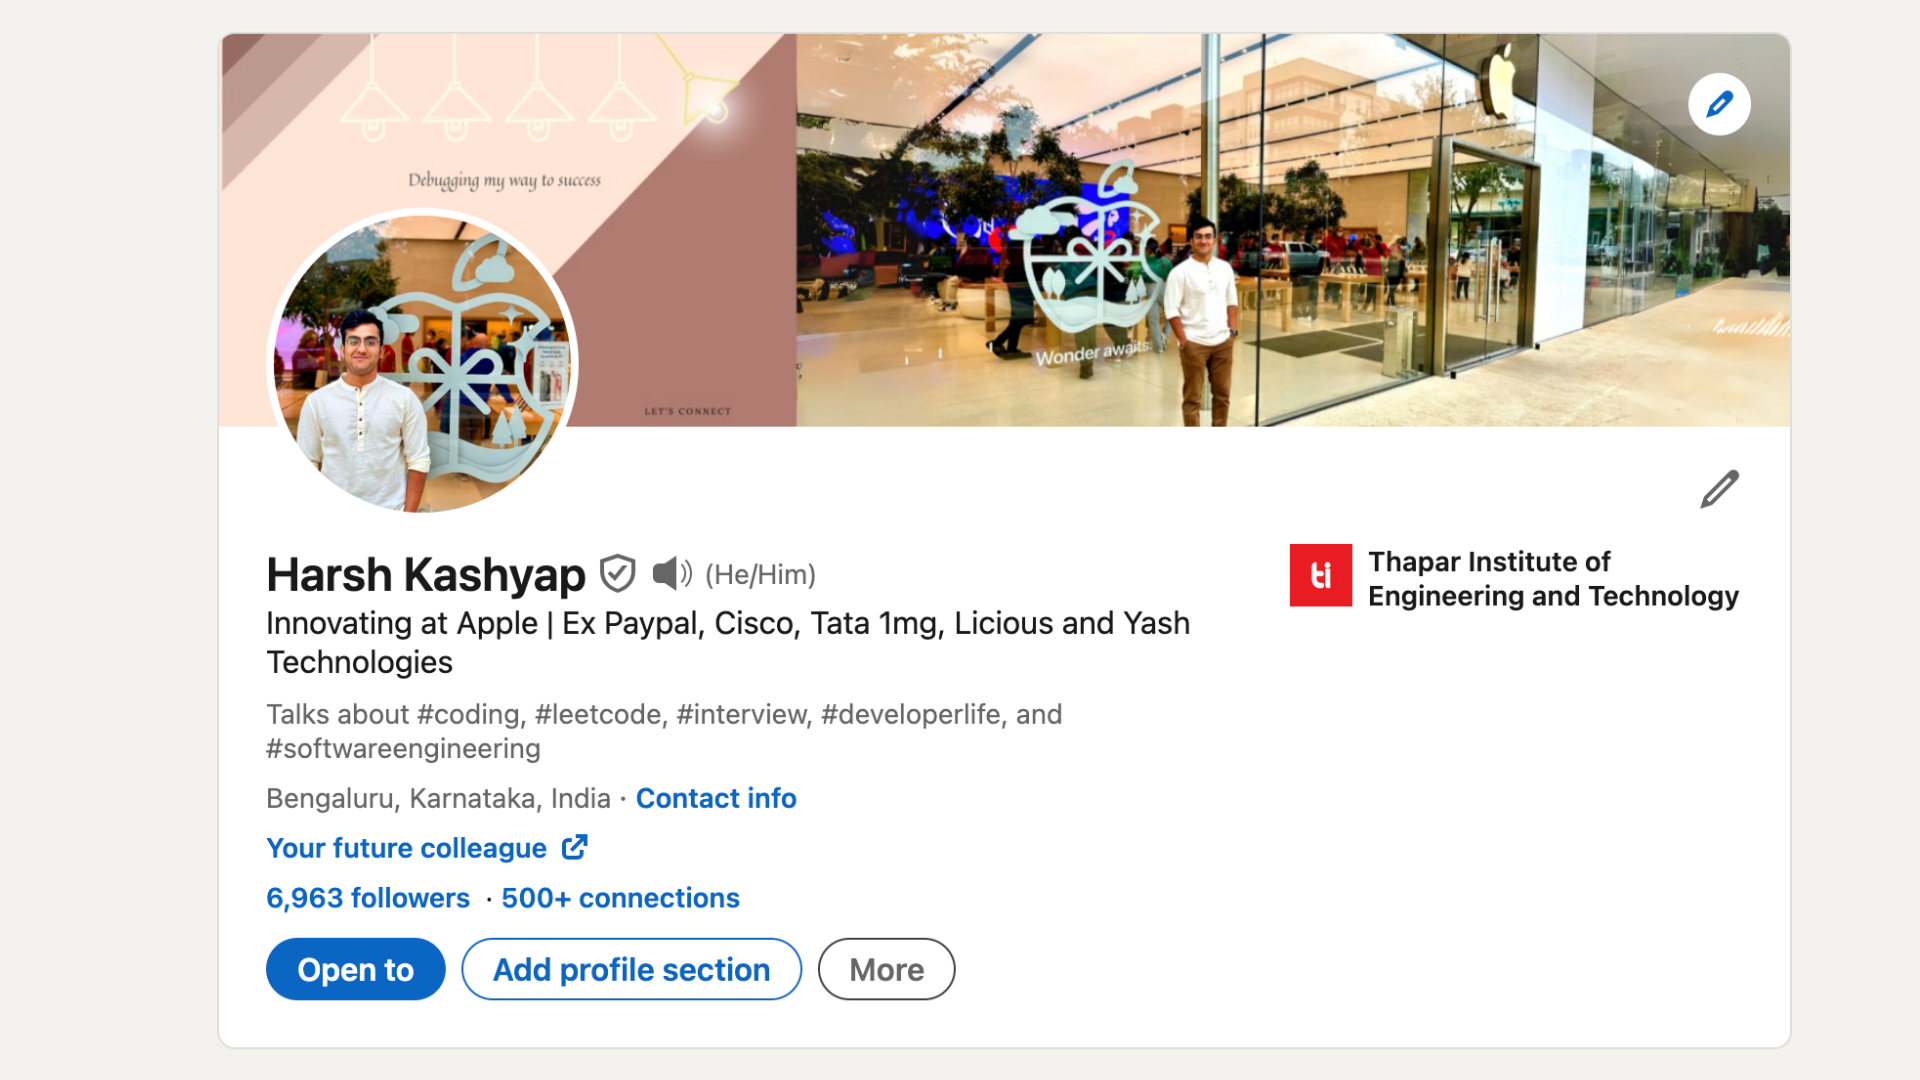 Debugging my way to success
LET'S CONNECT
Wonder awaits.
Harsh Kashyap (He/Him)
Innovating at Apple | Ex Paypal, Cisco, Tata 1mg, Licious and Yash
Technologies
Talks about #coding, #leetcode, #interview, #developerlife, and
#softwareengineering
Bengaluru, Karnataka, India · Contact info
Your future colleague
6,963 followers · 500+ connections
Open to
Add profile section
More
ti
Thapar Institute of
Engineering and Technology